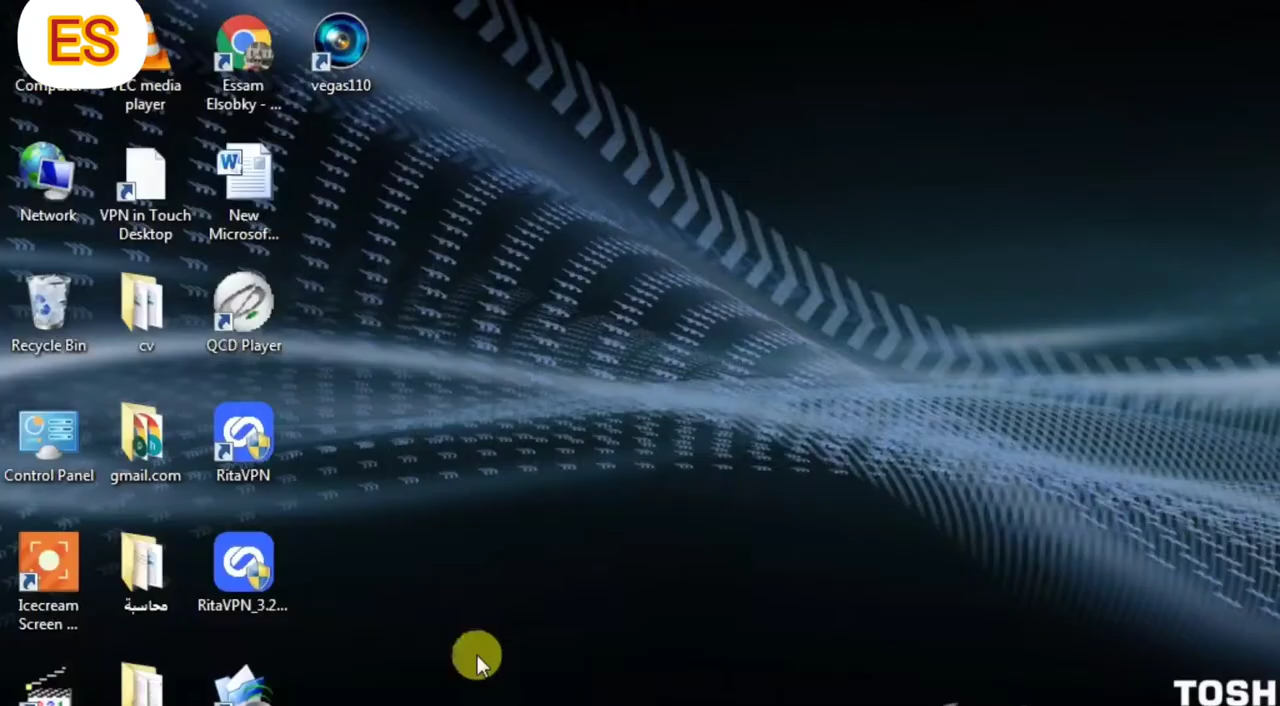 ES
VLC media
player
Essam
Elsobky - ...
vegas110
Network
VPN in Touch
Desktop
New
Microsof...
Recycle Bin
cv
QCD Player
Control Panel
gmail.com
RitaVPN
Icecream
Screen ...
محاسبة
RitaVPN_3.2...
TOSH